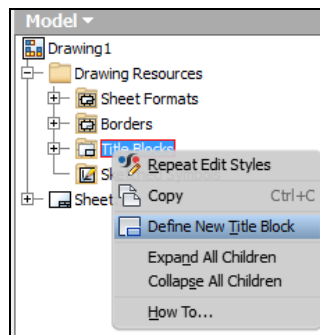 Model
Drawing1
Drawing Resources
Sheet Formats
Borders
Title Blocks
Repeat Edit Styles
Sk
Copy Ctrl+C
Sheet
Define New Title Block
Expand All Children
Collapse All Children
How To...